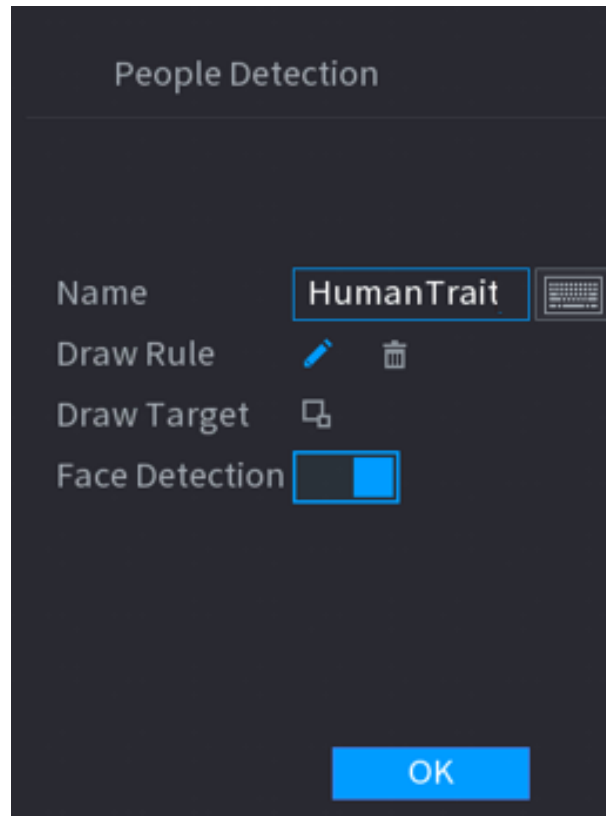 People Detection
Name HumanTrait
Draw Rule
Draw Target
Face Detection
OK